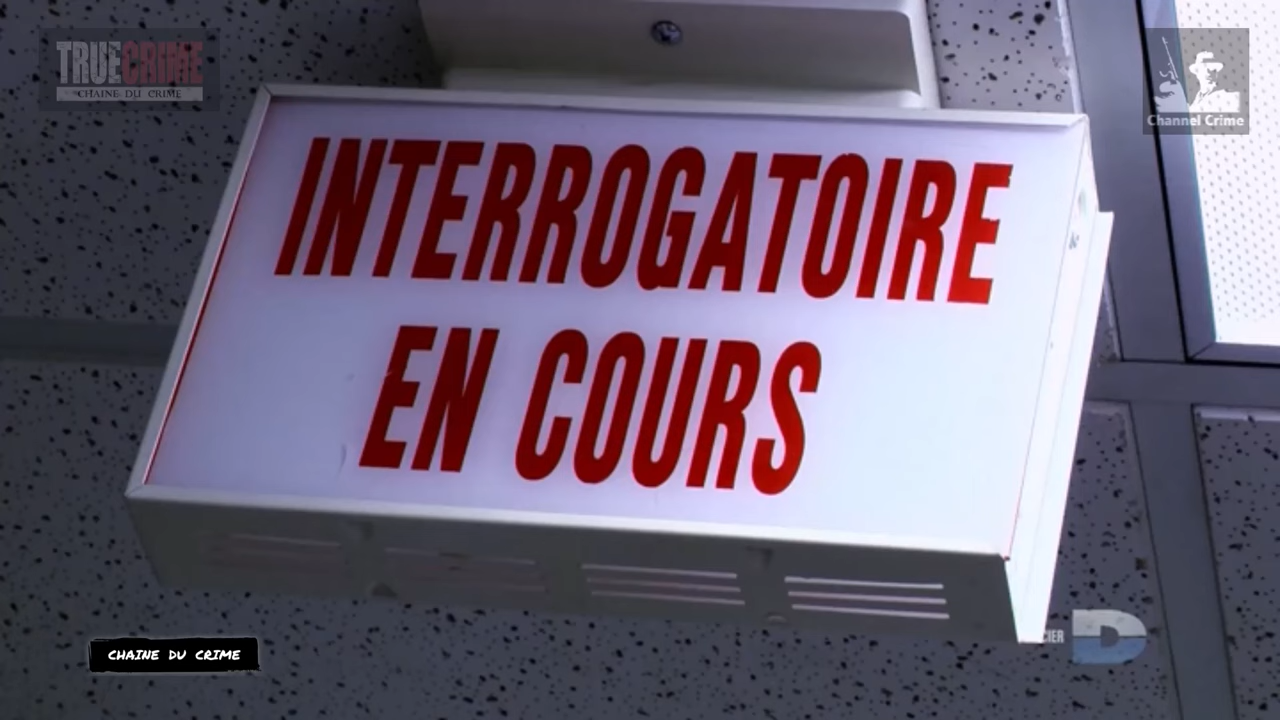 TRUECRIME
CHAINE DU CRIME
Channel Crime
INTERROGATOIRE
EN COURS
CHAINE DU CRIME
D